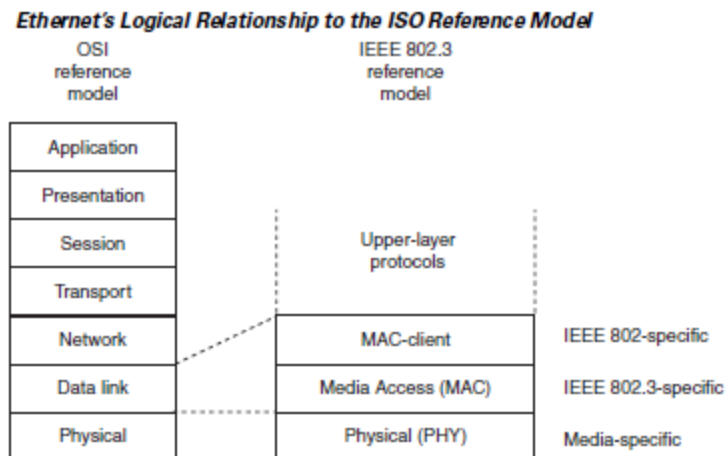 Ethernet's Logical Relationship to the ISO Reference Model
OSI
reference
model
IEEE 802.3
reference
model
Application
Presentation
Session
Transport
Network
Data link
Physical
Upper-layer
protocols
MAC-client
Media Access (MAC)
Physical (PHY)
IEEE 802-specific
IEEE 802.3-specific
Media-specific